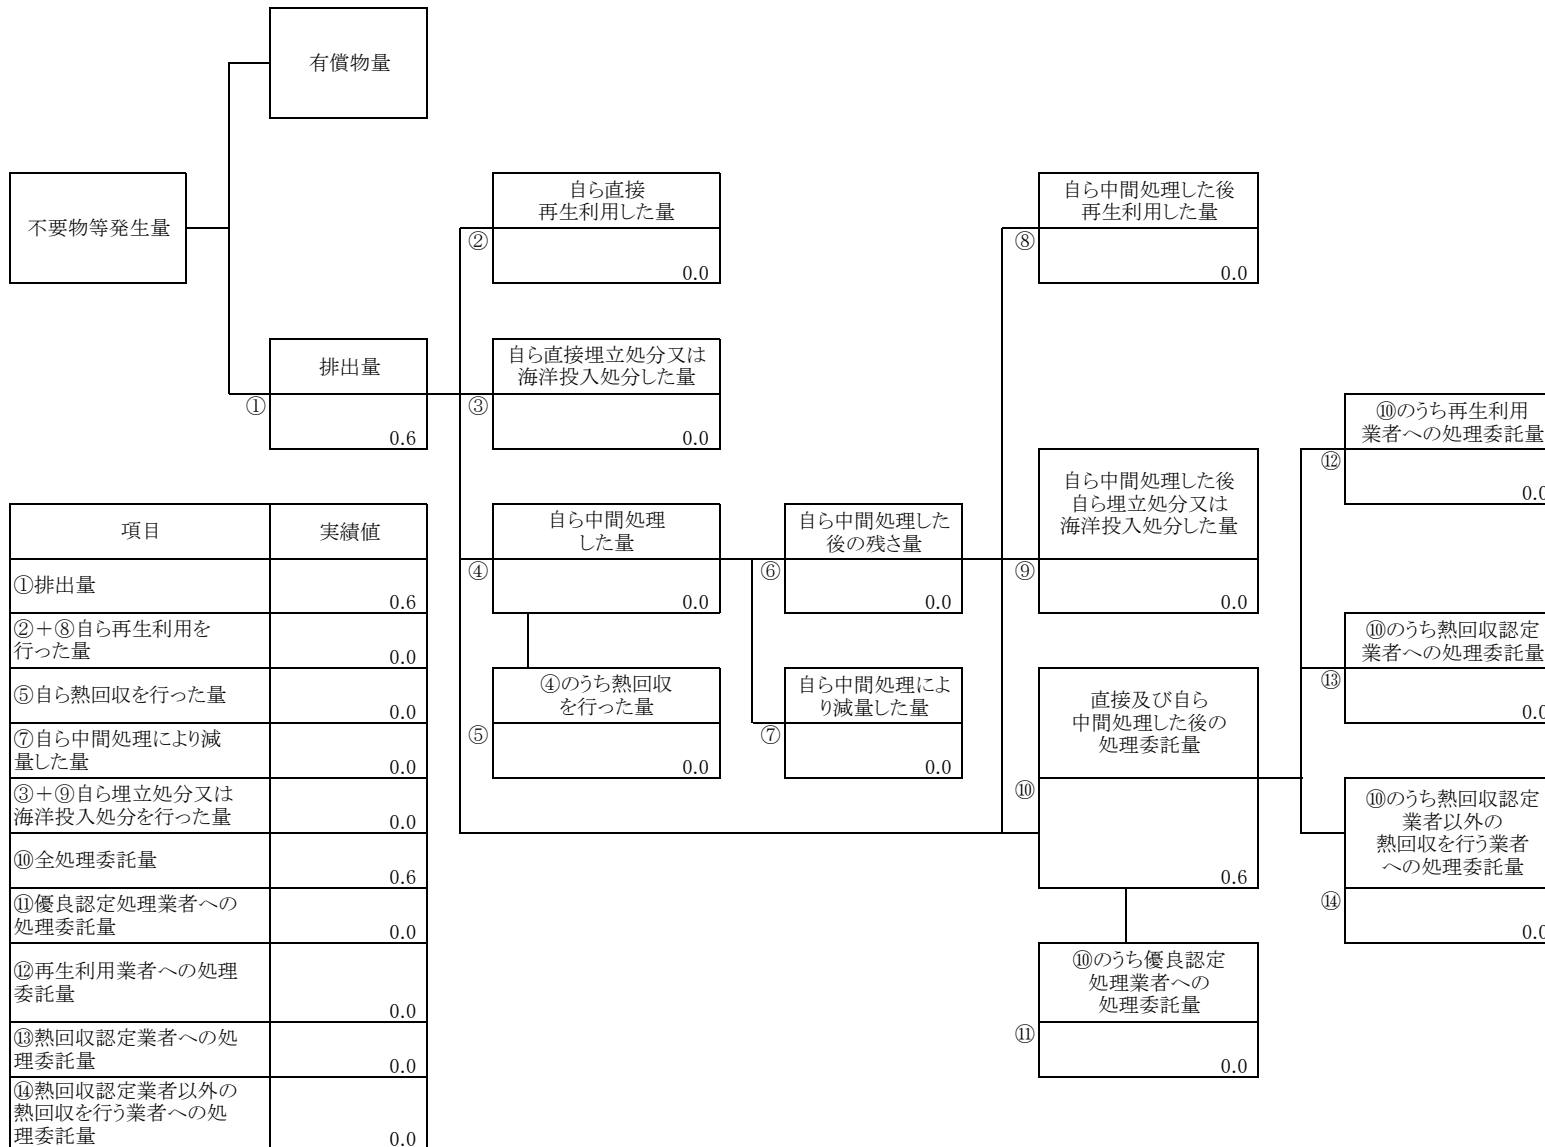 有償物量
不要物等発生量
自ら直接
再生利用した量
②
0.0
自ら中間処理した後
再生利用した量
⑧
0.0
排出量
①
0.6
自ら直接埋立処分又は
海洋投入処分した量
③
0.0
⑩のうち再生利用
業者への処理委託量
⑫
0.0
自ら中間処理
した量
④
0.0
自ら中間処理した
後の残さ量
⑥
0.0
自ら中間処理した後
自ら埋立処分又は
海洋投入処分した量
⑨
0.0
⑩のうち熱回収認定
業者への処理委託量
⑬
0.0
④のうち熱回収
を行った量
⑤
0.0
自ら中間処理によ
り減量した量
⑦
0.0
直接及び自ら
中間処理した後の
処理委託量
⑩
0.6
⑩のうち熱回収認定
業者以外の
熱回収を行う業者
への処理委託量
⑭
0.0
⑩のうち優良認定
処理業者への
処理委託量
⑪
0.0
項目 実績値
①排出量
0.6
②+⑧自ら再生利用を
行った量
0.0
⑤自ら熱回収を行った量
0.0
⑦自ら中間処理により減
量した量
0.0
③+⑨自ら埋立処分又は
海洋投入処分を行った量
0.0
⑩全処理委託量
0.6
⑪優良認定処理業者への
処理委託量
0.0
⑫再生利用業者への処理
委託量
0.0
⑬熱回収認定業者への処
理委託量
0.0
⑭熱回収認定業者以外の
熱回収を行う業者への処
理委託量
0.0